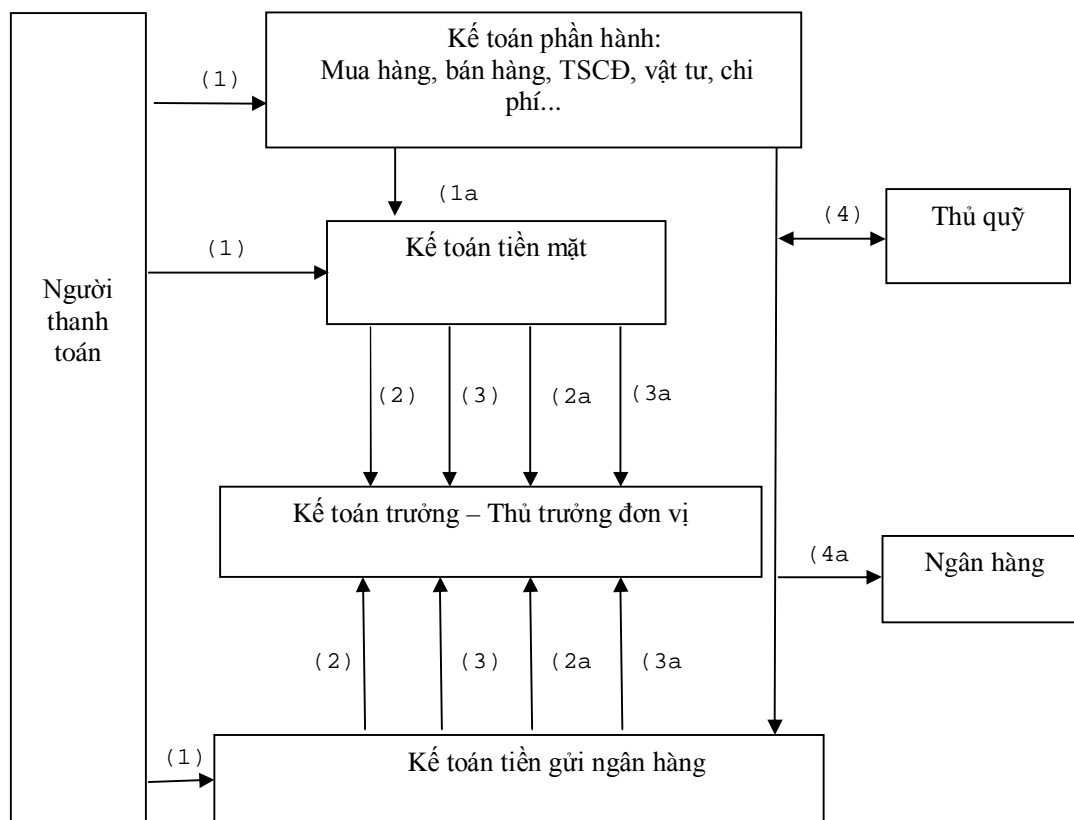 Kế toán phần hành:
Mua hàng, bán hàng, TSCĐ, vật tư, chi
phí...
(1)
(1a
(4)
Thủ quỹ
(1)
Kế toán tiền mặt
Người
thanh
toán
(2)
(3)
(2a
(3a
Kế toán trưởng – Thủ trưởng đơn vị
(4a
Ngân hàng
(2)
(3)
(2a
(3a
(1)
Kế toán tiền gửi ngân hàng